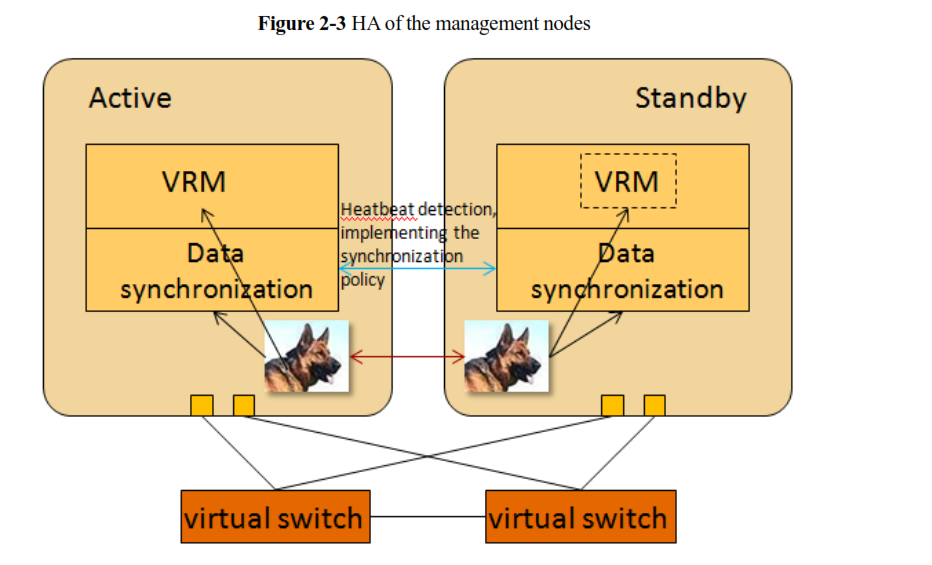 Figure 2-3 HA of the management nodes
Active
Standby
VRM
VRM
Heatbeat detection,
implementing the
synchronization
policy
Data
synchronization
Data
synchronization
virtual switch
virtual switch